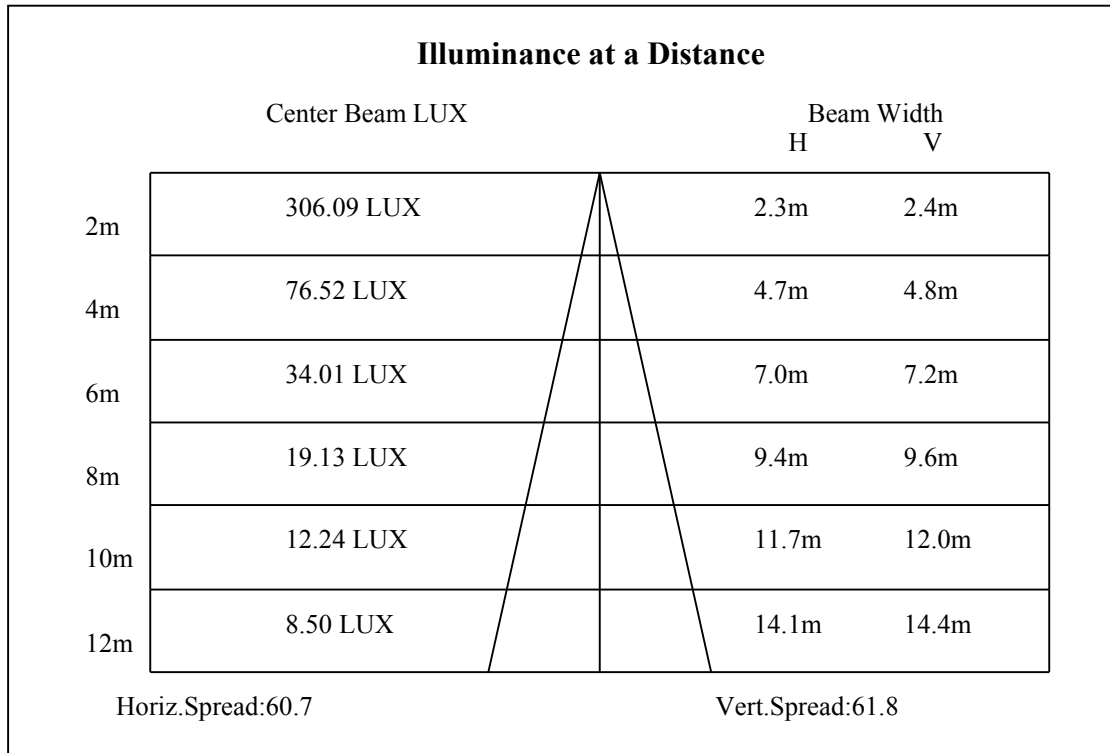 Illuminance at a Distance
Center Beam LUX Beam Width
H V
2m 306.09 LUX 2.3m 2.4m
4m 76.52 LUX 4.7m 4.8m
6m 34.01 LUX 7.0m 7.2m
8m 19.13 LUX 9.4m 9.6m
10m 12.24 LUX 11.7m 12.0m
12m 8.50 LUX 14.1m 14.4m
Horiz.Spread:60.7 Vert.Spread:61.8